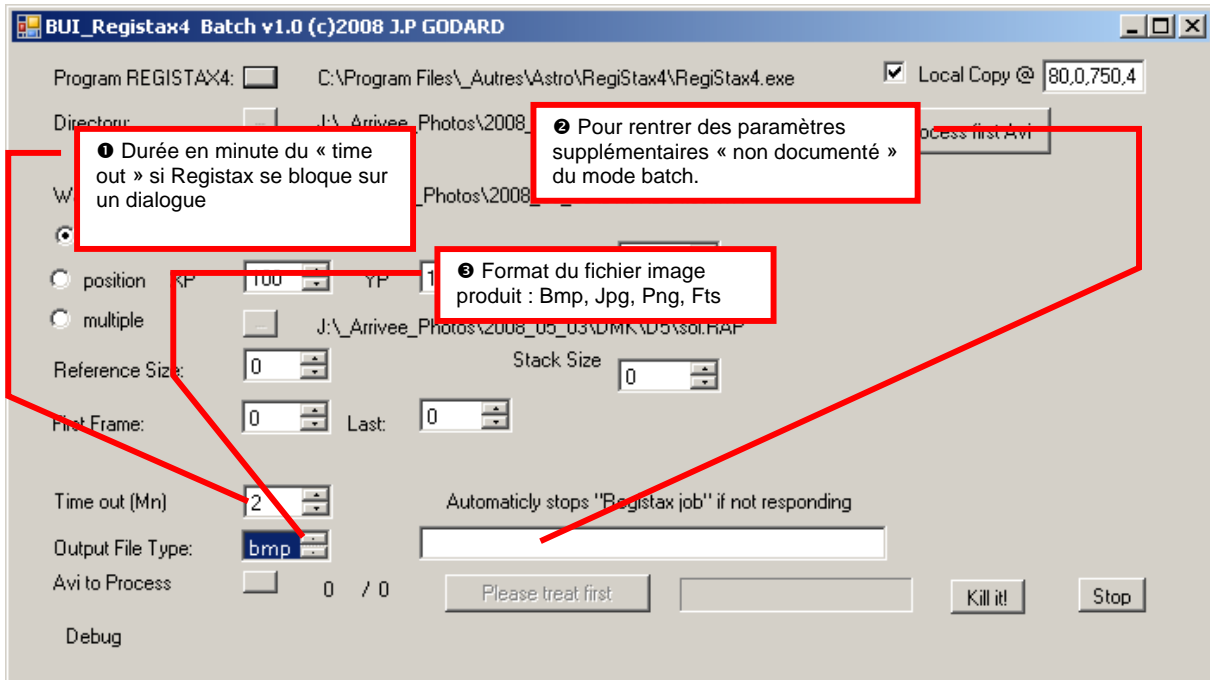 BUI_Registax4 Batch v1.0 (c)2008 J.P GODARD
Program REGISTAX4: C:\Program Files\_Autres\Astro\RegiStax4\RegiStax4.exe Local Copy @ 80,0,750,4
Directory: J:\_Arrivee_Photos\2008_
❶ Durée en minute du « time
out » si Registax se bloque sur
un dialogue
❷ Pour rentrer des paramètres
supplémentaires « non documenté »
du mode batch.
first Avi
Photos\2008_
❸ Format du fichier image
produit : Bmp, Jpg, Png, Fts
position XP 100 YP 1
multiple J:\_Arrivee_Photos\2008_05_03\DMK\D5\sol.RAP
Reference Size: 0 Stack Size 0
First Frame: 0 Last: 0
Time out (Mn) 2 Automaticly stops "Registax job" if not responding
Output File Type: bmp
Avi to Process 0 / 0 Please treat first Kill it! Stop
Debug